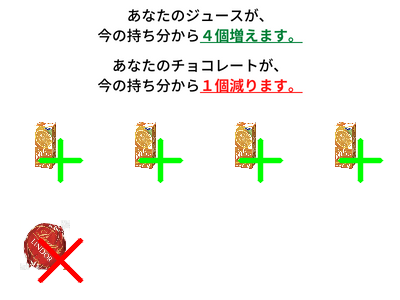 あなたのジュースが、
今の持ち分から４個増えます。
あなたのチョコレートが、
今の持ち分から１個減ります。
LINDOR